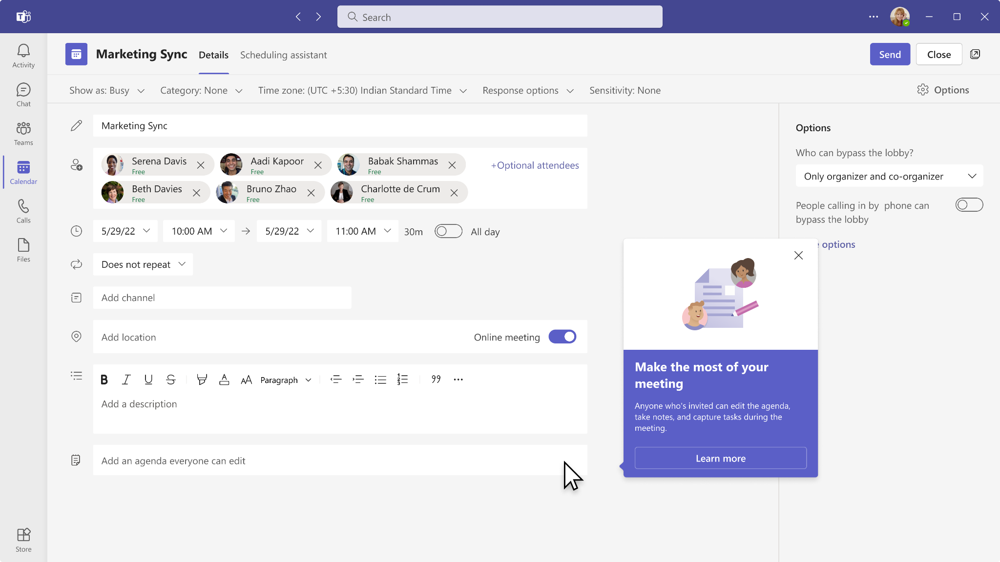 Search
Activity
Chat
Teams
Calendar
Calls
Files
Store
Marketing Sync
Details
Scheduling assistant
Send
Close
Show as: Busy
Category: None
Time zone: (UTC +5:30) Indian Standard Time
Response options
Sensitivity: None
Options
Marketing Sync
Serena Davis
Free
Aadi Kapoor
Free
Babak Shammas
Free
+Optional attendees
Beth Davies
Free
Bruno Zhao
Free
Charlotte de Crum
Free
5/29/22
10:00 AM
5/29/22
11:00 AM
30m
All day
Does not repeat
Add channel
Add location
Online meeting
Paragraph
Add a description
Add an agenda everyone can edit
Options
Who can bypass the lobby?
Only organizer and co-organizer
People calling in by phone can
bypass the lobby
options
Make the most of your
meeting
Anyone who's invited can edit the agenda,
take notes, and capture tasks during the
meeting.
Learn more